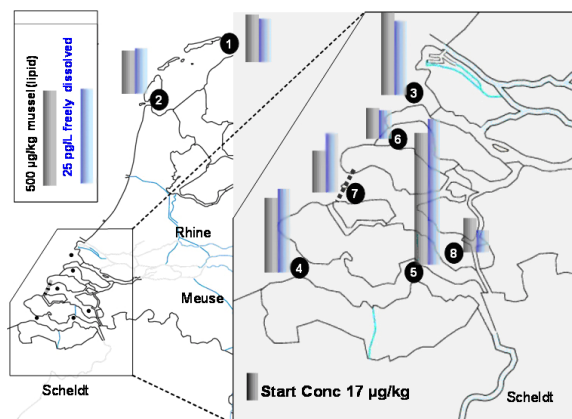 500 µg/kg mussel(lipid)
25 pg/L freely dissolved
1
2
3
6
7
8
4
5
Rhine
Meuse
Scheldt
Start Conc 17 µg/kg
Scheldt